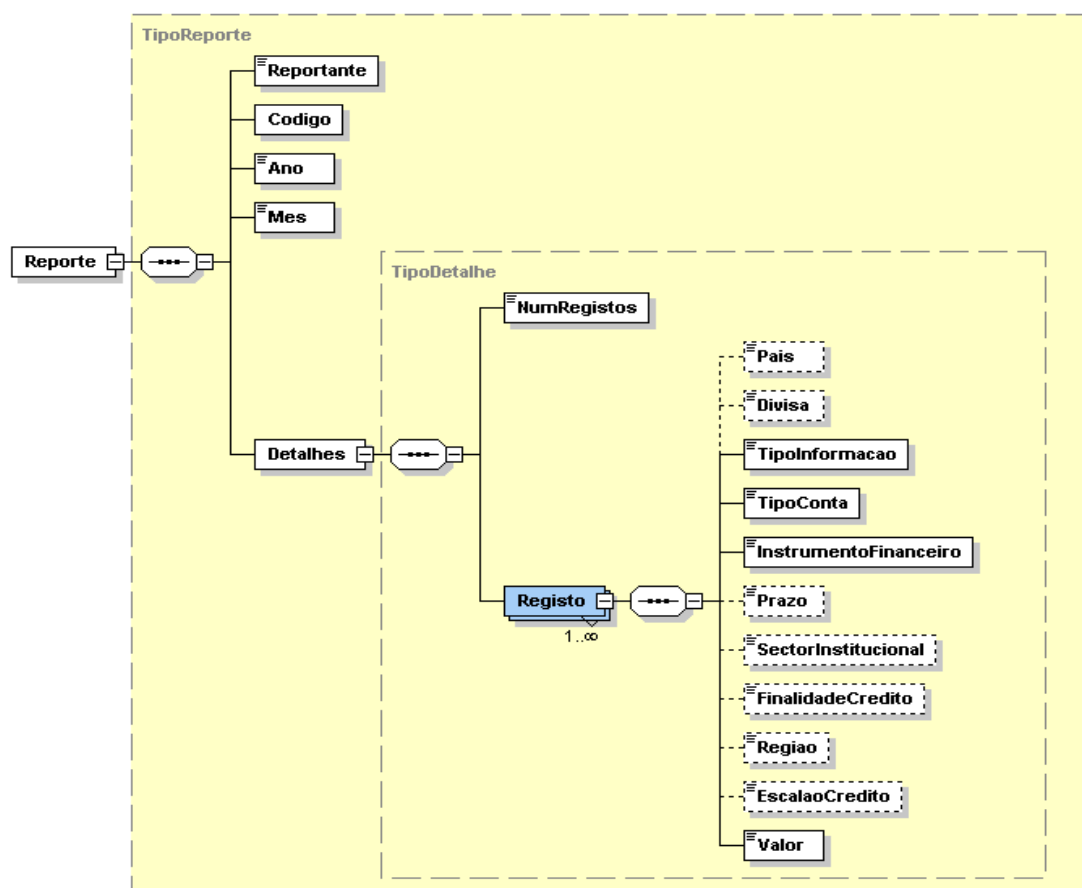 TipoReporte
Reportante
Codigo
Ano
Mes
Reporte
TipoDetalhe
NumRegistos
Pais
Divisa
TipoInformacao
Detalhes
TipoConta
InstrumentoFinanceiro
Registo
1..∞
Prazo
SectorInstitucional
FinalidadeCredito
Regiao
EscalaoCredito
Valor